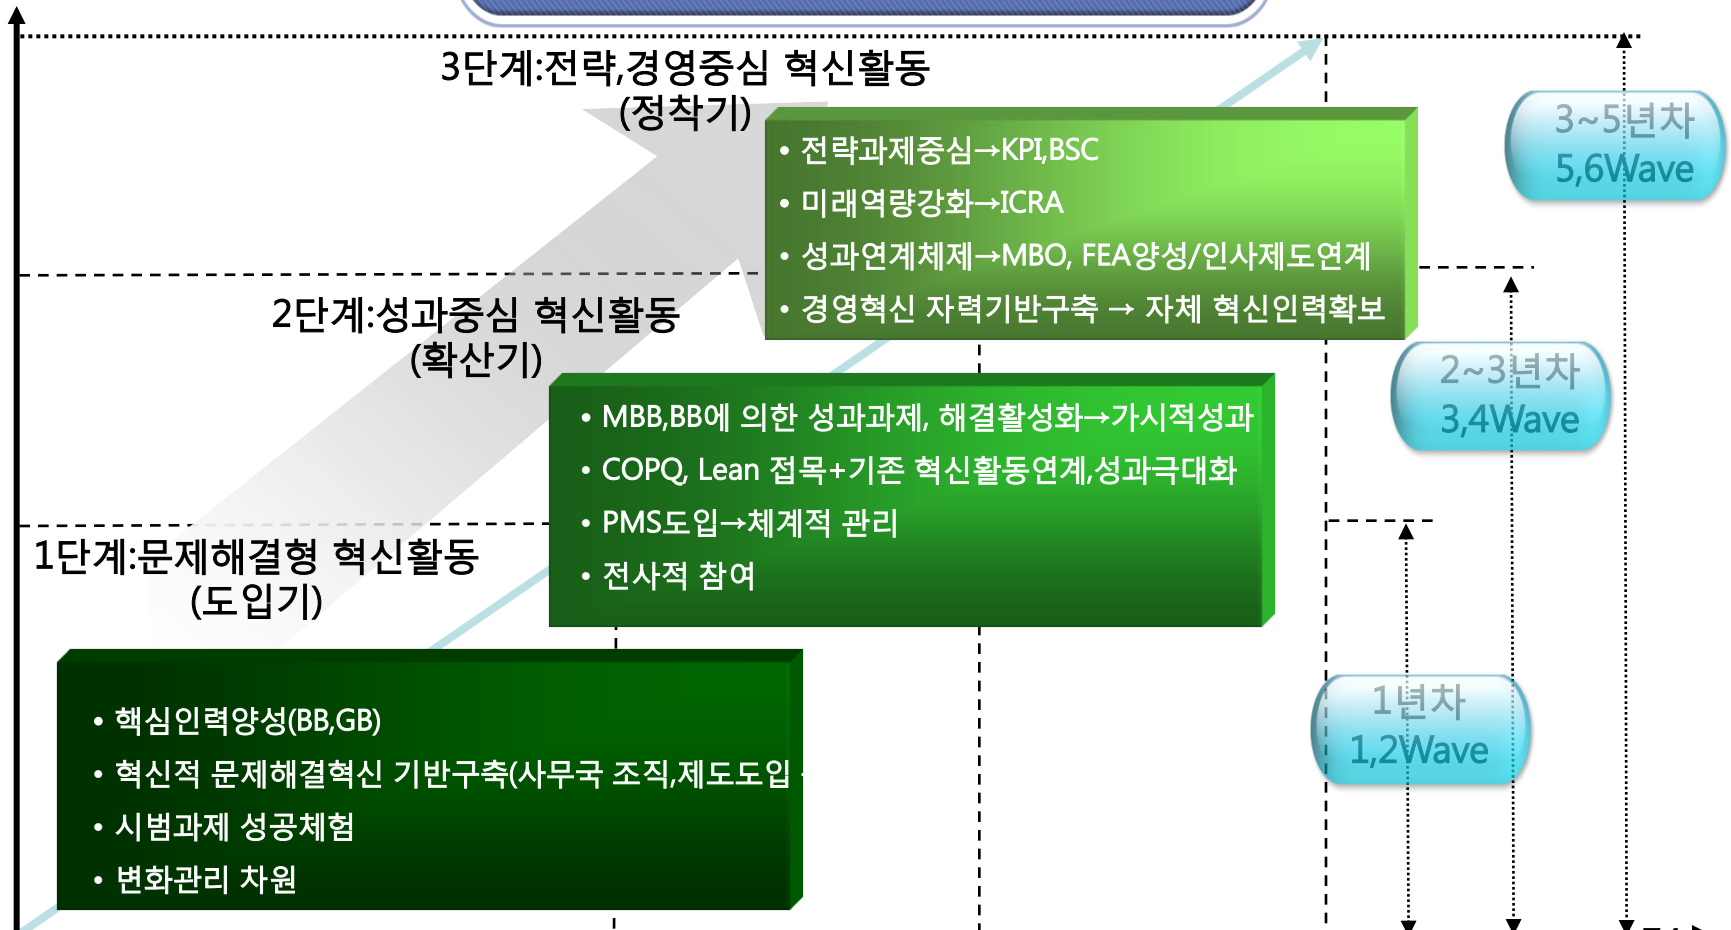 3단계:전략,경영중심 혁신활동
(정착기)
• 전략과제중심→KPI,BSC
• 미래역량강화→ICRA
• 성과연계체제→MBO, FEA양성/인사제도연계
• 경영혁신 자력기반구축 → 자체 혁신인력확보
3~5년차
5,6Wave
2단계:성과중심 혁신활동
(확산기)
• MBB,BB에 의한 성과과제, 해결활성화→가시적성과
• COPQ, Lean 접목+기존 혁신활동연계,성과극대화
• PMS도입→체계적 관리
• 전사적 참여
2~3년차
3,4Wave
1단계:문제해결형 혁신활동
(도입기)
• 핵심인력양성(BB,GB)
• 혁신적 문제해결혁신 기반구축(사무국 조직,제도도입
• 시범과제 성공체험
• 변화관리 차원
1년차
1,2Wave